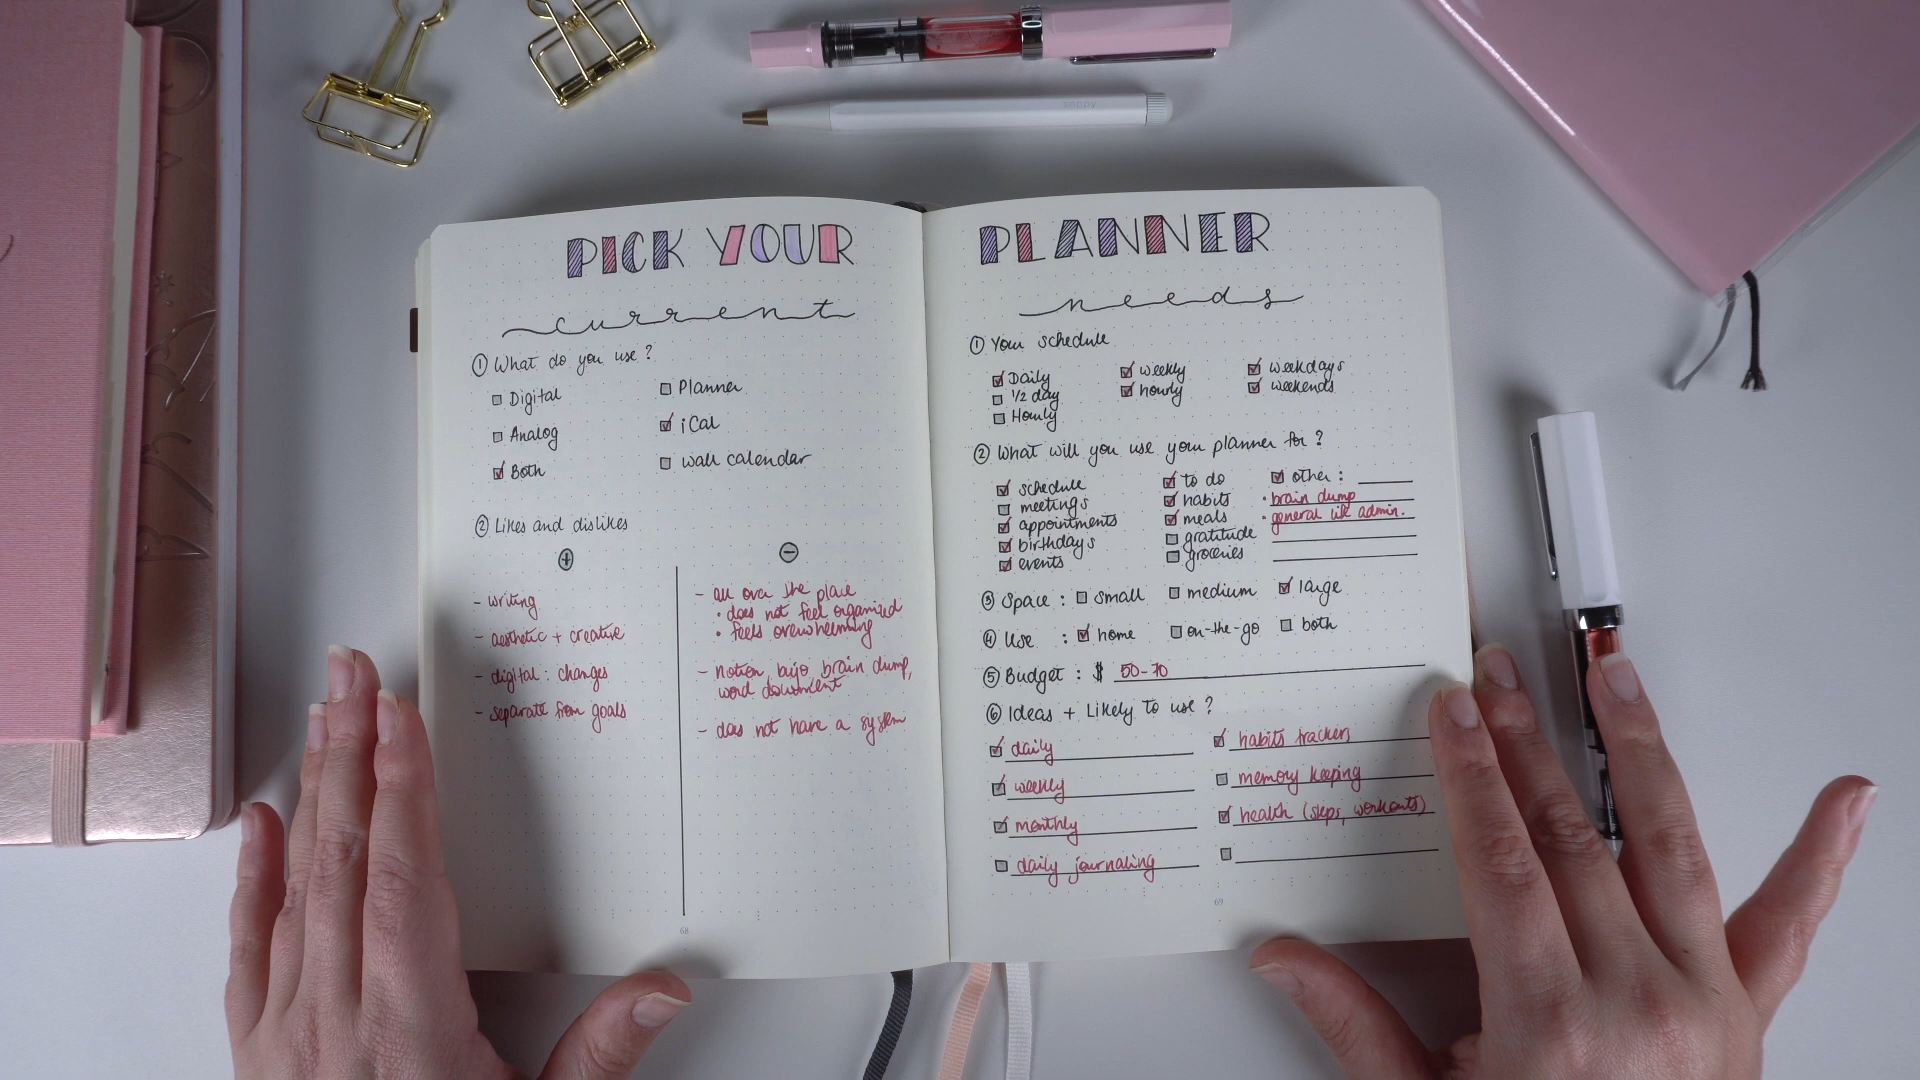 PICK YOUR
current
① What do you use?
Digital
Planner
Analog
iCal
Both
wall calendar
② Likes and dislikes
+
−
- writing
- aesthetic + creative
- digital: changes
- separate from goals
- all over the place
• does not feel organized
• feels overwhelming
- notion, bujo, brain dump,
word document
- does not have a system
68
PLANNER
needs
① Your schedule
Daily
weekly
weekdays
1/2 day
hourly
weekends
Hourly
② What will you use your planner for?
schedule
to do
other:
meetings
habits
• brain dump
appointments
meals
• general life admin.
birthdays
gratitude
events
groceries
③ Space: small medium large
④ Use: home on-the-go both
⑤ Budget: $ 50-70
⑥ Ideas + Likely to use?
daily
habits trackers
weekly
memory keeping
monthly
health (steps, workouts)
daily journaling
69